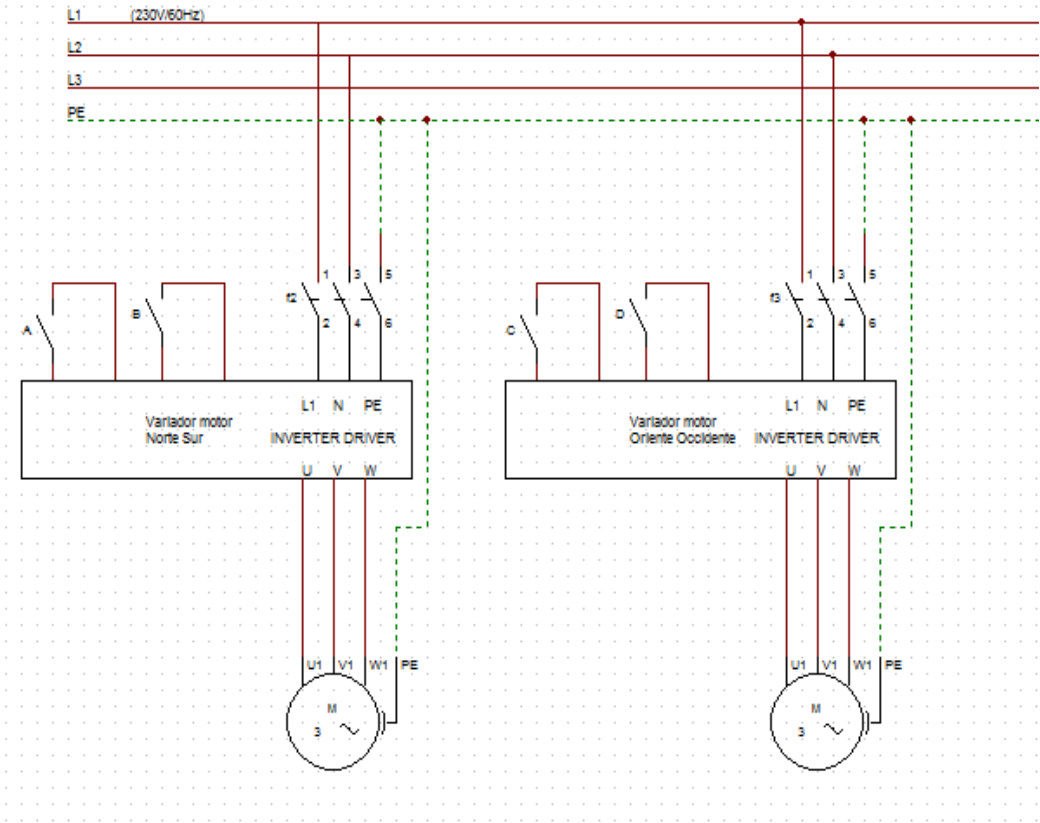 L1 (230V/60Hz)
L2
L3
PE
1 3 5
f2
2 4 6
A
B
L1 N PE
Variador motor
Norte Sur
INVERTER DRIVER
U V W
U1 V1 W1 PE
M
3
1 3 5
f3
2 4 6
C
D
L1 N PE
Variador motor
Oriente Occidente
INVERTER DRIVER
U V W
U1 V1 W1 PE
M
3